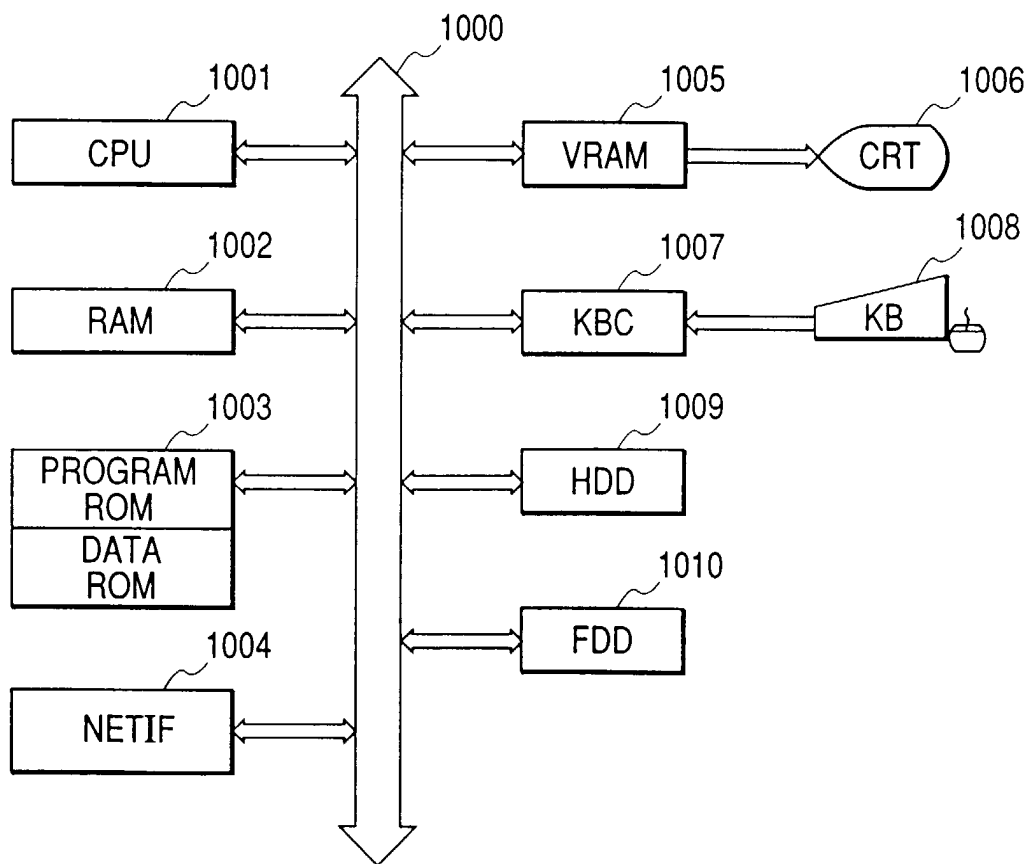 1000
1001
CPU
1005
VRAM
1006
CRT
1002
RAM
1007
KBC
1008
KB
1003
PROGRAM
ROM
DATA
ROM
1009
HDD
1010
FDD
1004
NETIF